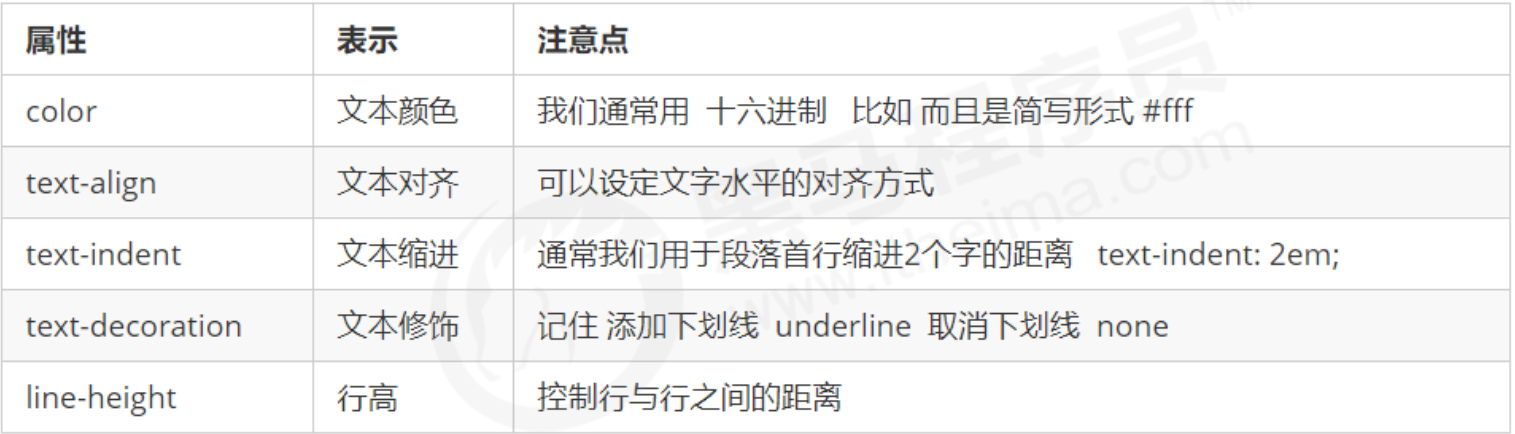 属性 表示 注意点
color 文本颜色 我们通常用 十六进制 比如 而且是简写形式 #fff
text-align 文本对齐 可以设定文字水平的对齐方式
text-indent 文本缩进 通常我们用于段落首行缩进2个字的距离 text-indent: 2em;
text-decoration 文本修饰 记住 添加下划线 underline 取消下划线 none
line-height 行高 控制行与行之间的距离
黑马程序员™
www.itheima.com